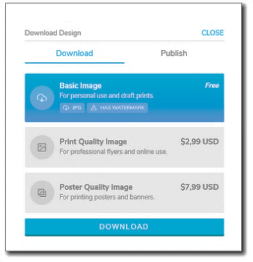 Download Design CLOSE
Download Publish
Basic Image Free
For personal use and draft prints.
JPG HAS WATERMARK
Print Quality Image $2,99 USD
For professional flyers and online use.
Poster Quality Image $7,99 USD
For printing posters and banners.
DOWNLOAD